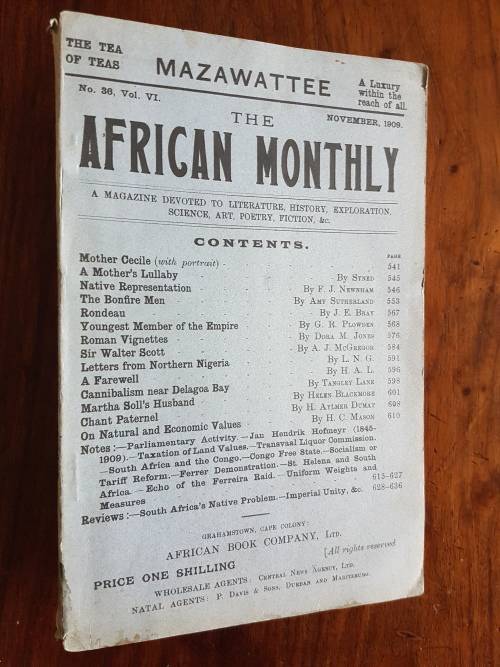 THE TEA
OF TEAS
MAZAWATTEE
A Luxury
within the
reach of all.
No. 36, Vol. VI.
NOVEMBER, 1909.
THE
AFRICAN MONTHLY
A MAGAZINE DEVOTED TO LITERATURE, HISTORY, EXPLORATION,
SCIENCE, ART, POETRY, FICTION, &c.
CONTENTS.
PAGE
Mother Cecile (with portrait) - 541
A Mother's Lullaby - By SYNED 545
Native Representation - By F. J. NEWNHAM 546
The Bonfire Men - By AMY SUTHERLAND 553
Rondeau - By J. E. BRAY 567
Youngest Member of the Empire - By G. R. PLOWDEN 568
Roman Vignettes - By DORA M. JONES 576
Sir Walter Scott - By A. J. MCGREGOR 584
Letters from Northern Nigeria - By L. N. G. 591
A Farewell - By H. A. L. 596
Cannibalism near Delagoa Bay - By TANGLEY LANE 598
Martha Soll's Husband - By HELEN BLACKMORE 601
Chant Paternel - By H. AYLMER DUMAT 608
On Natural and Economic Values - By H. C. MASON 610
Notes:—Parliamentary Activity.—Jan Hendrik Hofmeyr (1845-
1909).—Taxation of Land Values.—Transvaal Liquor Commission.
—South Africa and the Congo.—Congo Free State.—Socialism or
Tariff Reform.—Ferrer Demonstration.—St. Helena and South
Africa.—Echo of the Ferreira Raid.—Uniform Weights and
Measures 613-627
Reviews:—South Africa's Native Problem.—Imperial Unity, &c. 628-636
GRAHAMSTOWN, CAPE COLONY:
AFRICAN BOOK COMPANY, LTD.
[All rights reserved
PRICE ONE SHILLING
WHOLESALE AGENTS: CENTRAL NEWS AGENCY, LTD.
NATAL AGENTS: P. DAVIS & SONS, DURBAN AND MARITZBURG.